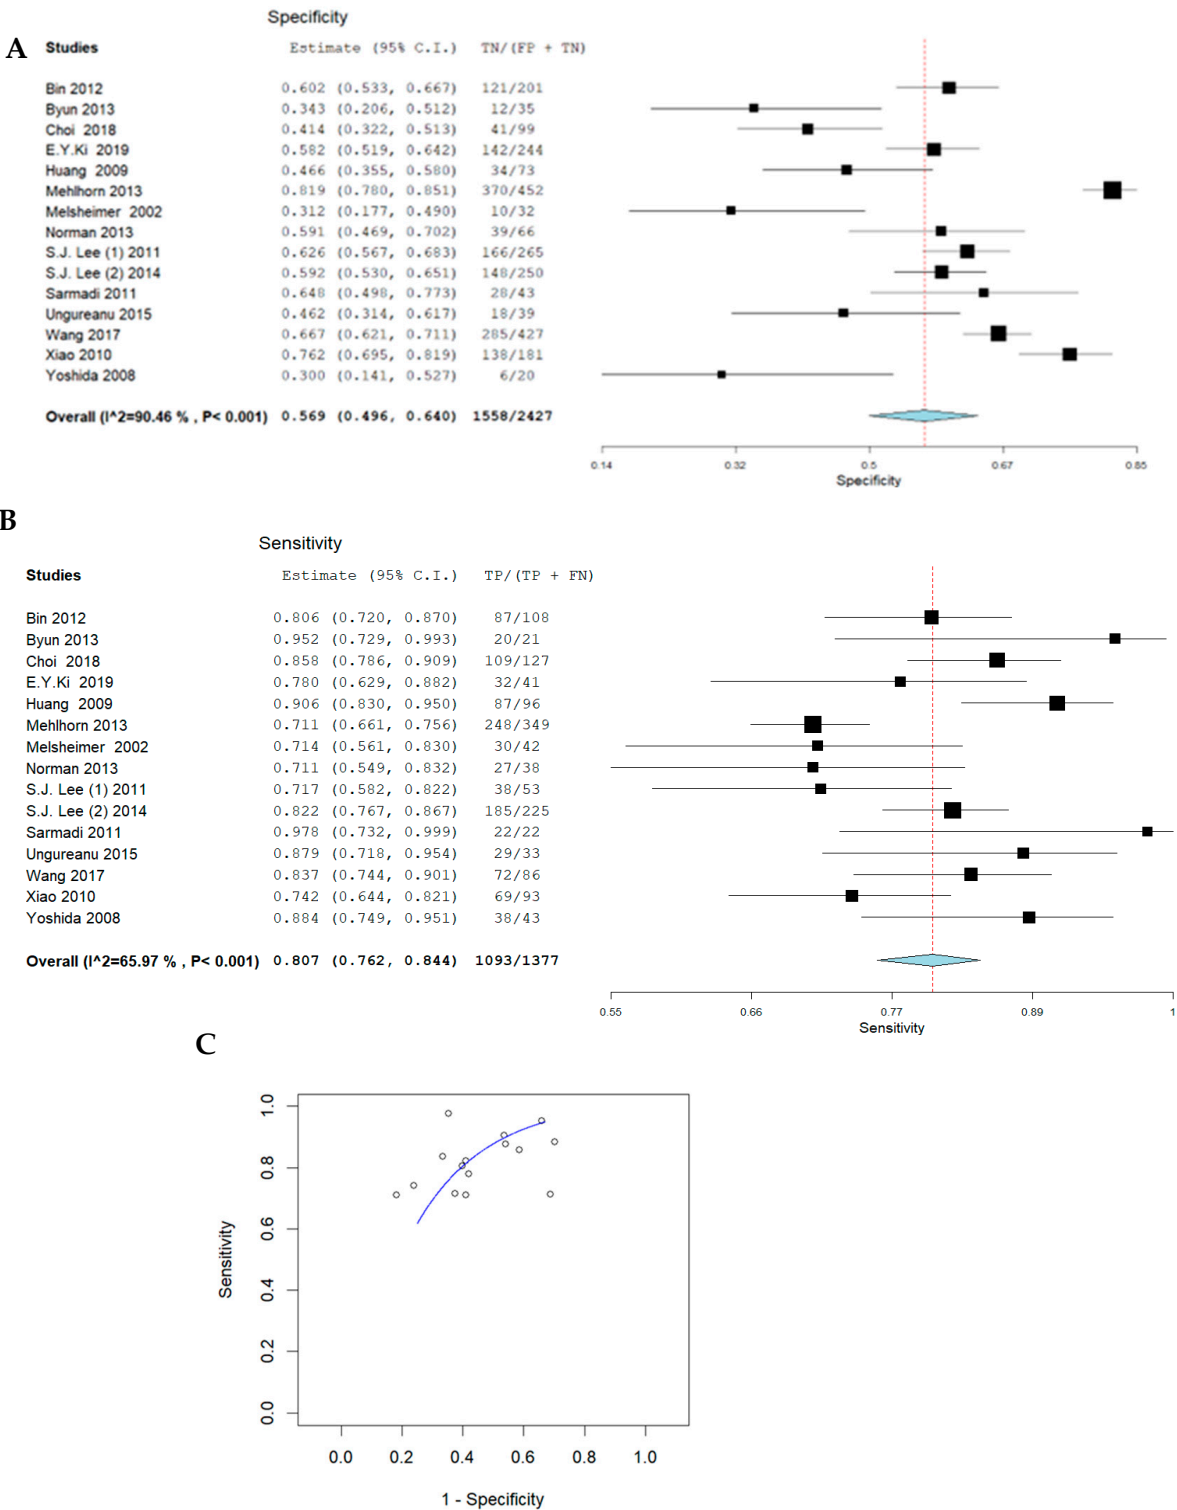 Specificity
A Studies Estimate (95% C.I.) TN/(FP + TN)
Bin 2012 0.602 (0.533, 0.667) 121/201
Byun 2013 0.343 (0.206, 0.512) 12/35
Choi 2018 0.414 (0.322, 0.513) 41/99
E.Y.Ki 2019 0.582 (0.519, 0.642) 142/244
Huang 2009 0.466 (0.355, 0.580) 34/73
Mehlhorn 2013 0.819 (0.780, 0.851) 370/452
Melsheimer 2002 0.312 (0.177, 0.490) 10/32
Norman 2013 0.591 (0.469, 0.702) 39/66
S.J. Lee (1) 2011 0.626 (0.567, 0.683) 166/265
S.J. Lee (2) 2014 0.592 (0.530, 0.651) 148/250
Sarmadi 2011 0.648 (0.498, 0.773) 28/43
Ungureanu 2015 0.462 (0.314, 0.617) 18/39
Wang 2017 0.667 (0.621, 0.711) 285/427
Xiao 2010 0.762 (0.695, 0.819) 138/181
Yoshida 2008 0.300 (0.141, 0.527) 6/20
Overall (I^2=90.46 % , P< 0.001) 0.569 (0.496, 0.640) 1558/2427
0.14 0.32 0.5 0.67 0.85
Specificity
B
Sensitivity
Studies Estimate (95% C.I.) TP/(TP + FN)
Bin 2012 0.806 (0.720, 0.870) 87/108
Byun 2013 0.952 (0.729, 0.993) 20/21
Choi 2018 0.858 (0.786, 0.909) 109/127
E.Y.Ki 2019 0.780 (0.629, 0.882) 32/41
Huang 2009 0.906 (0.830, 0.950) 87/96
Mehlhorn 2013 0.711 (0.661, 0.756) 248/349
Melsheimer 2002 0.714 (0.561, 0.830) 30/42
Norman 2013 0.711 (0.549, 0.832) 27/38
S.J. Lee (1) 2011 0.717 (0.582, 0.822) 38/53
S.J. Lee (2) 2014 0.822 (0.767, 0.867) 185/225
Sarmadi 2011 0.978 (0.732, 0.999) 22/22
Ungureanu 2015 0.879 (0.718, 0.954) 29/33
Wang 2017 0.837 (0.744, 0.901) 72/86
Xiao 2010 0.742 (0.644, 0.821) 69/93
Yoshida 2008 0.884 (0.749, 0.951) 38/43
Overall (I^2=65.97 % , P< 0.001) 0.807 (0.762, 0.844) 1093/1377
0.55 0.66 0.77 0.89 1
Sensitivity
C
Sensitivity
1.0
0.8
0.6
0.4
0.2
0.0
0.0 0.2 0.4 0.6 0.8 1.0
1 - Specificity